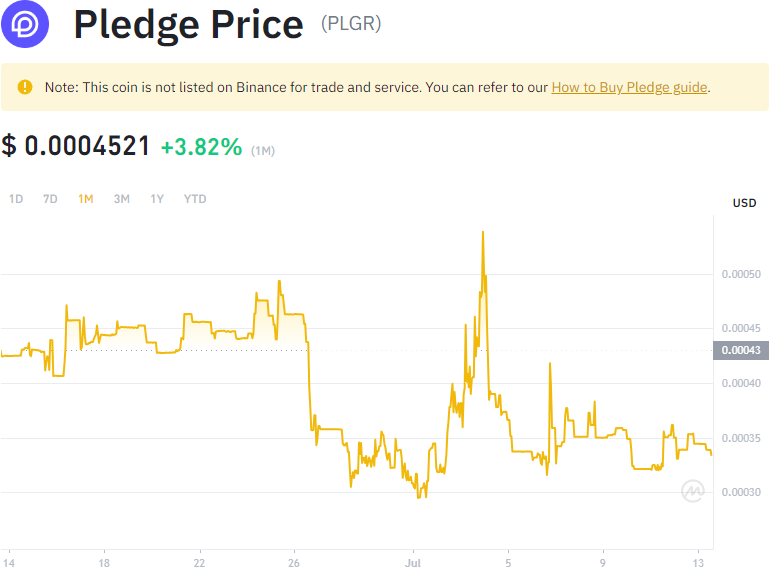 Pledge Price (PLGR)
Note: This coin is not listed on Binance for trade and service. You can refer to our How to Buy Pledge guide.
$ 0.0004521 +3.82% (1M)
1D 7D 1M 3M 1Y YTD
USD
0.00050
0.00045
0.00043
0.00040
0.00035
0.00030
14 18 22 26 Jul 5 9 13